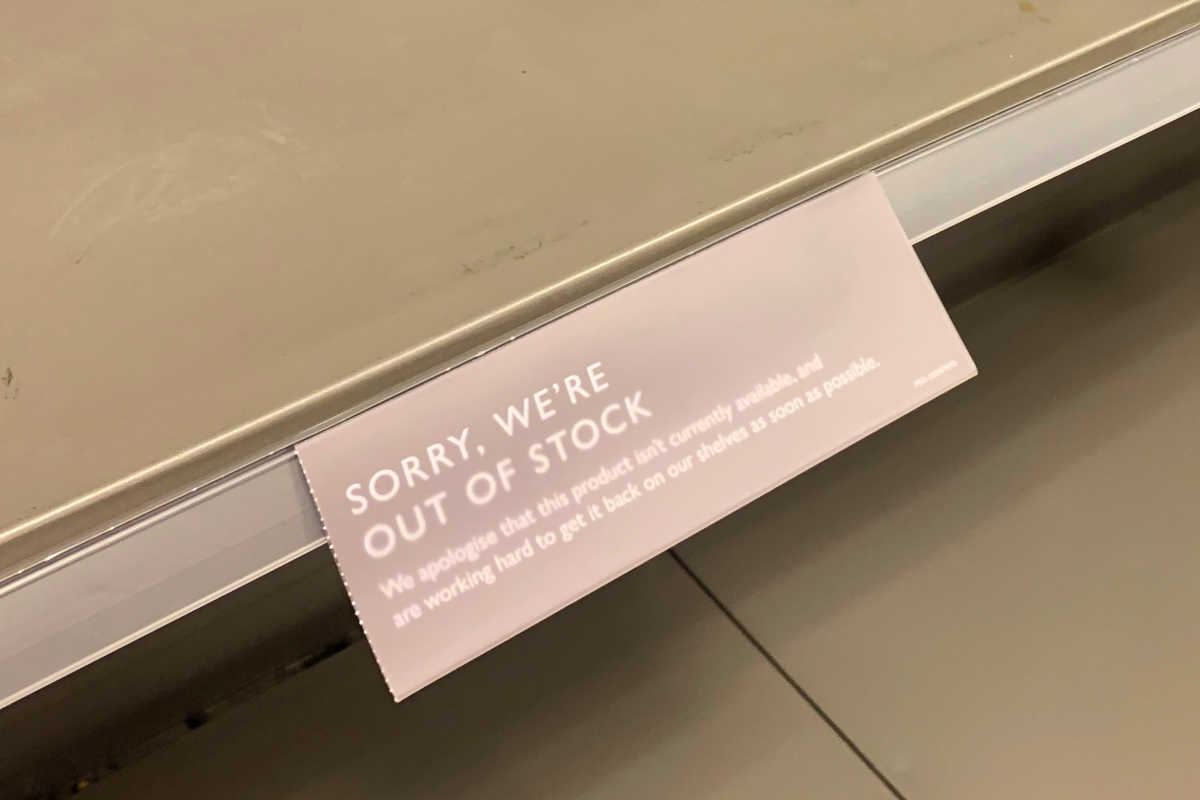 SORRY, WE'RE
OUT OF STOCK
We apologise that this product isn't currently available, and
are working hard to get it back on our shelves as soon as possible.